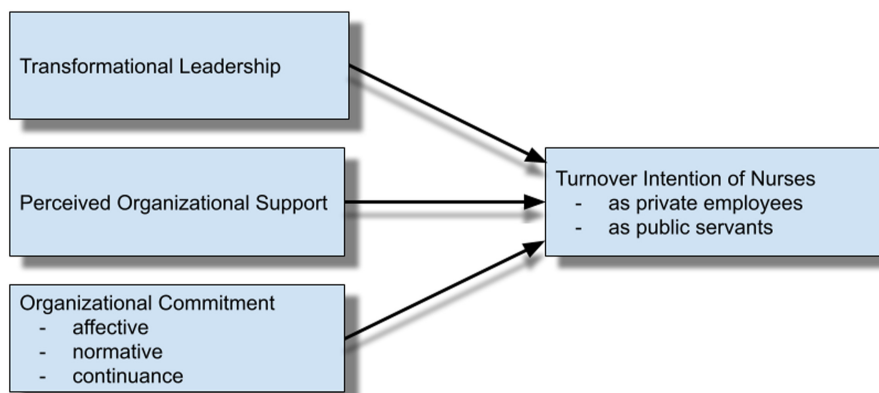 Transformational Leadership
Perceived Organizational Support
Organizational Commitment
- affective
- normative
- continuance
Turnover Intention of Nurses
- as private employees
- as public servants